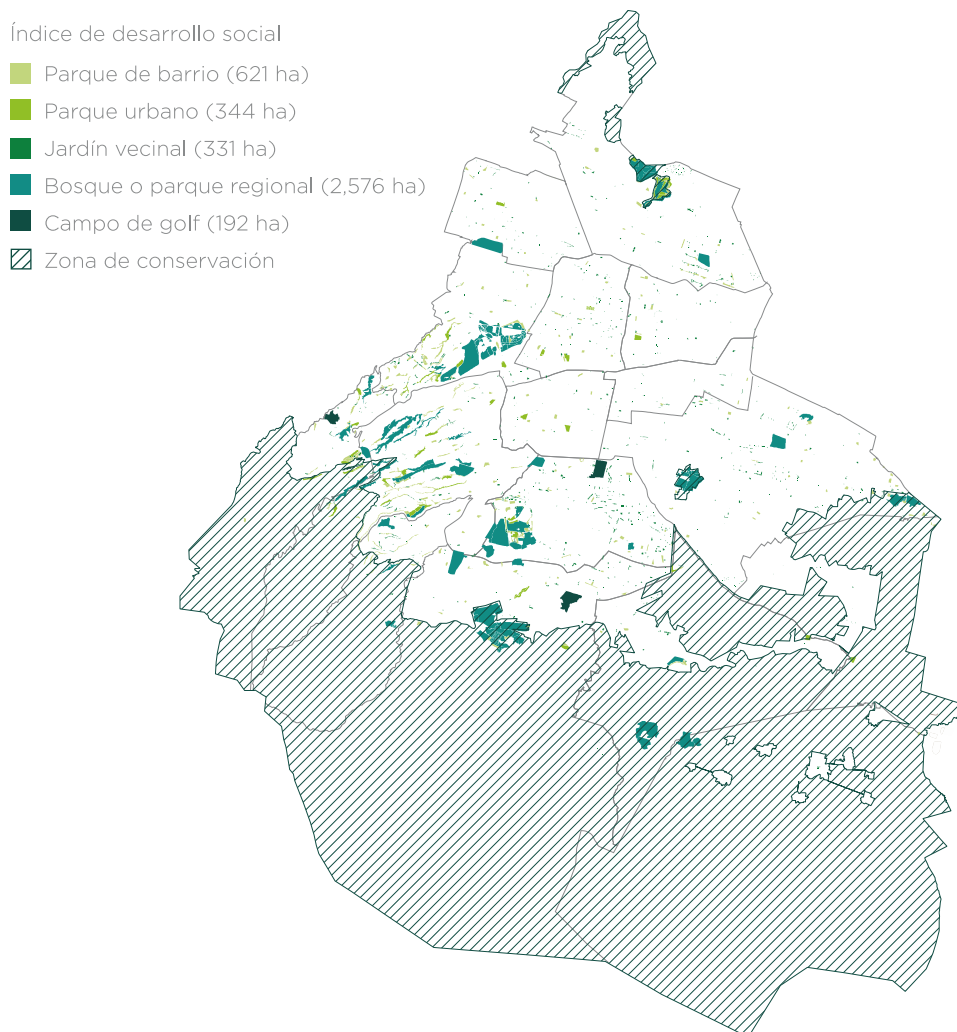 Índice de desarrollo social
Parque de barrio (621 ha)
Parque urbano (344 ha)
Jardín vecinal (331 ha)
Bosque o parque regional (2,576 ha)
Campo de golf (192 ha)
Zona de conservación